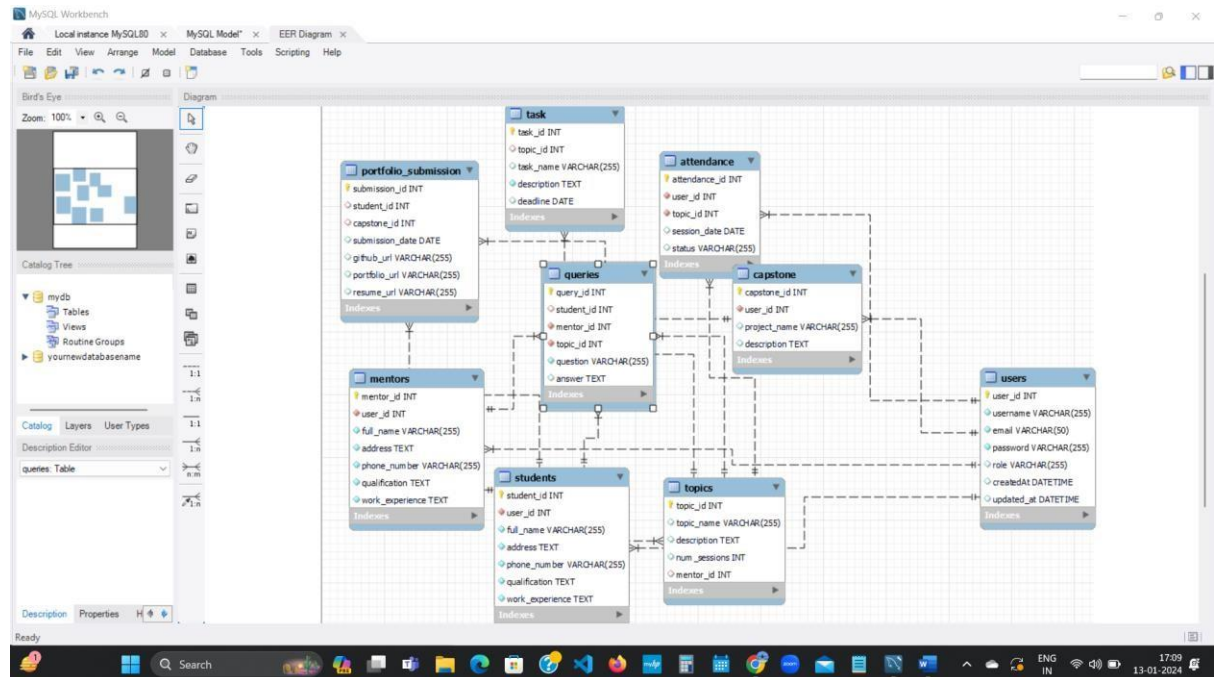 MySQL Workbench
Local instance MySQL80 × MySQL Model* × EER Diagram ×
File Edit View Arrange Model Database Tools Scripting Help
Bird's Eye
Zoom: 100%
Catalog Tree
mydb
Tables
Views
Routine Groups
yournewdatabasename
Catalog Layers User Types
Description Editor
queries: Table
Description Properties H
Ready
Diagram
1:1
1:n
1:1
1:n
n:m
1:n
task
task_id INT
topic_id INT
task_name VARCHAR(255)
description TEXT
deadline DATE
Indexes
portfolio_submission
submission_id INT
student_id INT
capstone_id INT
submission_date DATE
github_url VARCHAR(255)
portfolio_url VARCHAR(255)
resume_url VARCHAR(255)
Indexes
attendance
attendance_id INT
user_id INT
topic_id INT
session_date DATE
status VARCHAR(255)
Indexes
queries
query_id INT
student_id INT
mentor_id INT
topic_id INT
question VARCHAR(255)
answer TEXT
Indexes
capstone
capstone_id INT
user_id INT
project_name VARCHAR(255)
description TEXT
Indexes
mentors
mentor_id INT
user_id INT
full_name VARCHAR(255)
address TEXT
phone_number VARCHAR(255)
qualification TEXT
work_experience TEXT
Indexes
users
user_id INT
username VARCHAR(255)
email VARCHAR(50)
password VARCHAR(255)
role VARCHAR(255)
createdAt DATETIME
updated_at DATETIME
Indexes
students
student_id INT
user_id INT
full_name VARCHAR(255)
address TEXT
phone_number VARCHAR(255)
qualification TEXT
work_experience TEXT
Indexes
topics
topic_id INT
topic_name VARCHAR(255)
description TEXT
num_sessions INT
mentor_id INT
Indexes
Search
ENG
IN
17:09
13-01-2024